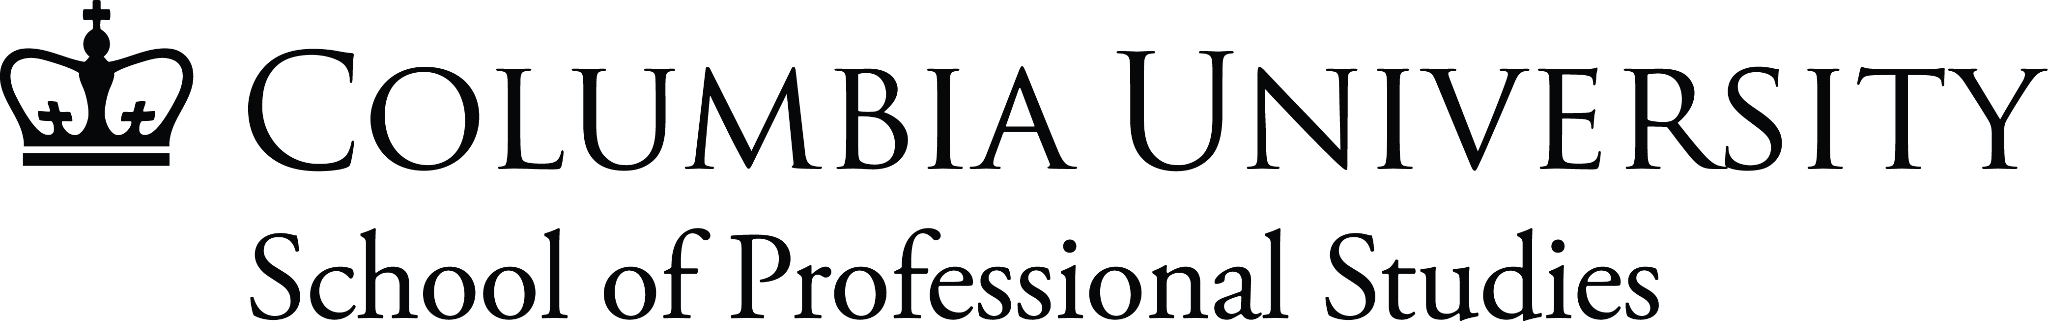 COLUMBIA UNIVERSITY
School of Professional Studies